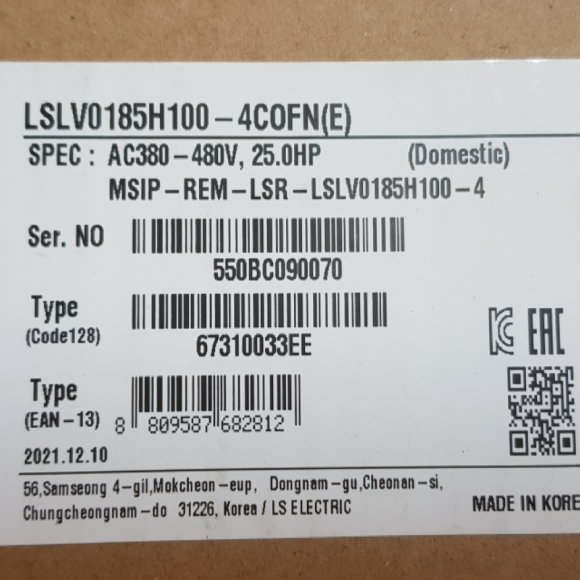 LSLV0185H100-4COFN(E)
SPEC : AC380-480V, 25.0HP (Domestic)
MSIP-REM-LSR-LSLV0185H100-4
Ser. NO
550BC090070
Type
(Code128)
67310033EE
EAC
Type
(EAN-13)
8 809587 682812
2021.12.10
56,Samseong 4-gil,Mokcheon-eup, Dongnam-gu,Cheonan-si,
Chungcheongnam-do 31226, Korea / LS ELECTRIC
MADE IN KORE